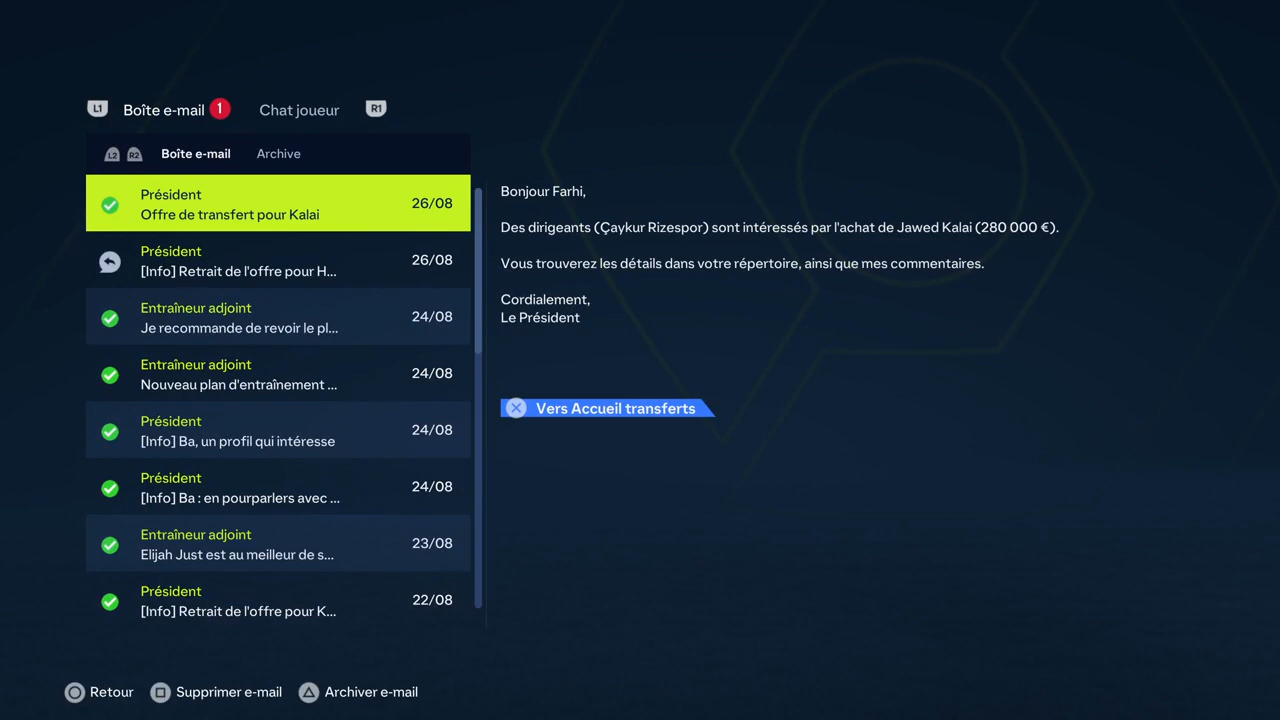 L1 Boîte e-mail 1 Chat joueur R1
L2 R2 Boîte e-mail Archive
Président
Offre de transfert pour Kalai
26/08
Président
[Info] Retrait de l'offre pour H...
26/08
Entraîneur adjoint
Je recommande de revoir le pl...
24/08
Entraîneur adjoint
Nouveau plan d'entraînement ...
24/08
Président
[Info] Ba, un profil qui intéresse
24/08
Président
[Info] Ba : en pourparlers avec ...
24/08
Entraîneur adjoint
Elijah Just est au meilleur de s...
23/08
Président
[Info] Retrait de l'offre pour K...
22/08
Bonjour Farhi,
Des dirigeants (Çaykur Rizespor) sont intéressés par l'achat de Jawed Kalai (280 000 €).
Vous trouverez les détails dans votre répertoire, ainsi que mes commentaires.
Cordialement,
Le Président
Vers Accueil transferts
Retour Supprimer e-mail Archiver e-mail